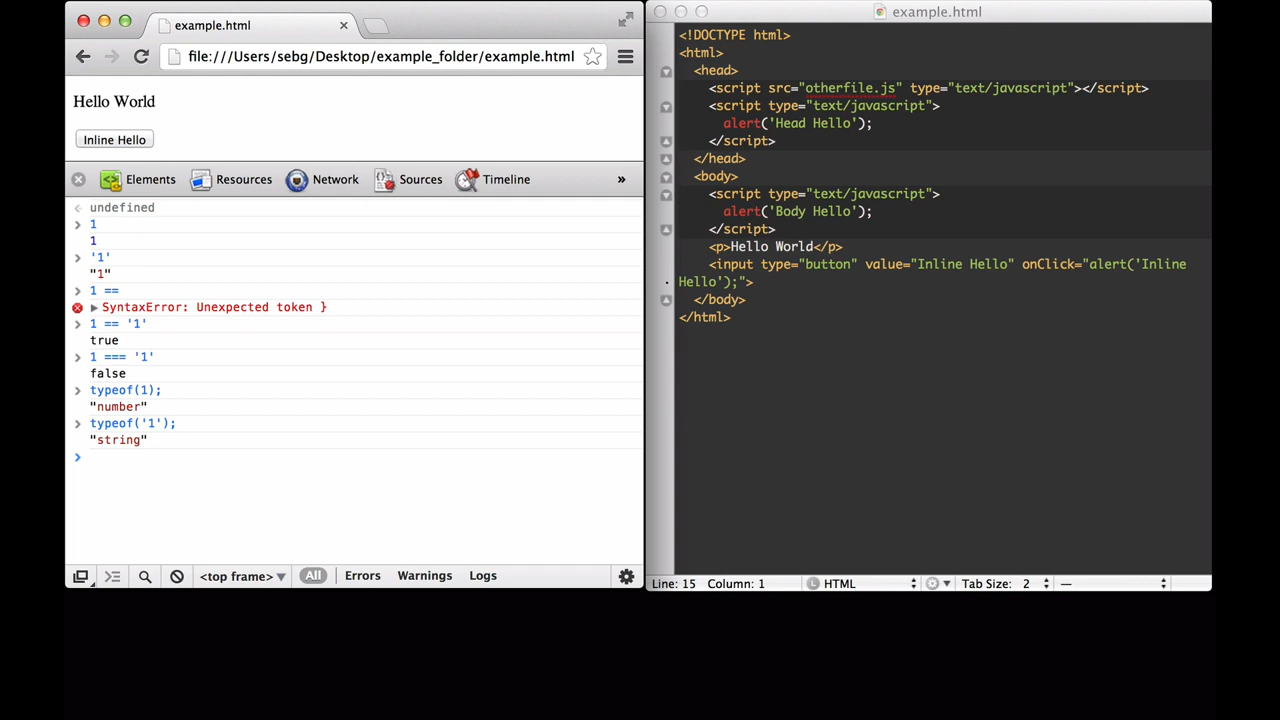 example.html
file:///Users/sebg/Desktop/example_folder/example.html
Hello World
Inline Hello
Elements Resources Network Sources Timeline »
undefined
1
1
'1'
"1"
1 ==
SyntaxError: Unexpected token }
1 == '1'
true
1 === '1'
false
typeof(1);
"number"
typeof('1');
"string"
<top frame> All Errors Warnings Logs
example.html
<!DOCTYPE html>
<html>
<head>
<script src="otherfile.js" type="text/javascript"></script>
<script type="text/javascript">
alert('Head Hello');
</script>
</head>
<body>
<script type="text/javascript">
alert('Body Hello');
</script>
<p>Hello World</p>
<input type="button" value="Inline Hello" onClick="alert('Inline
Hello');">
</body>
</html>
Line: 15 Column: 1 L HTML Tab Size: 2 —